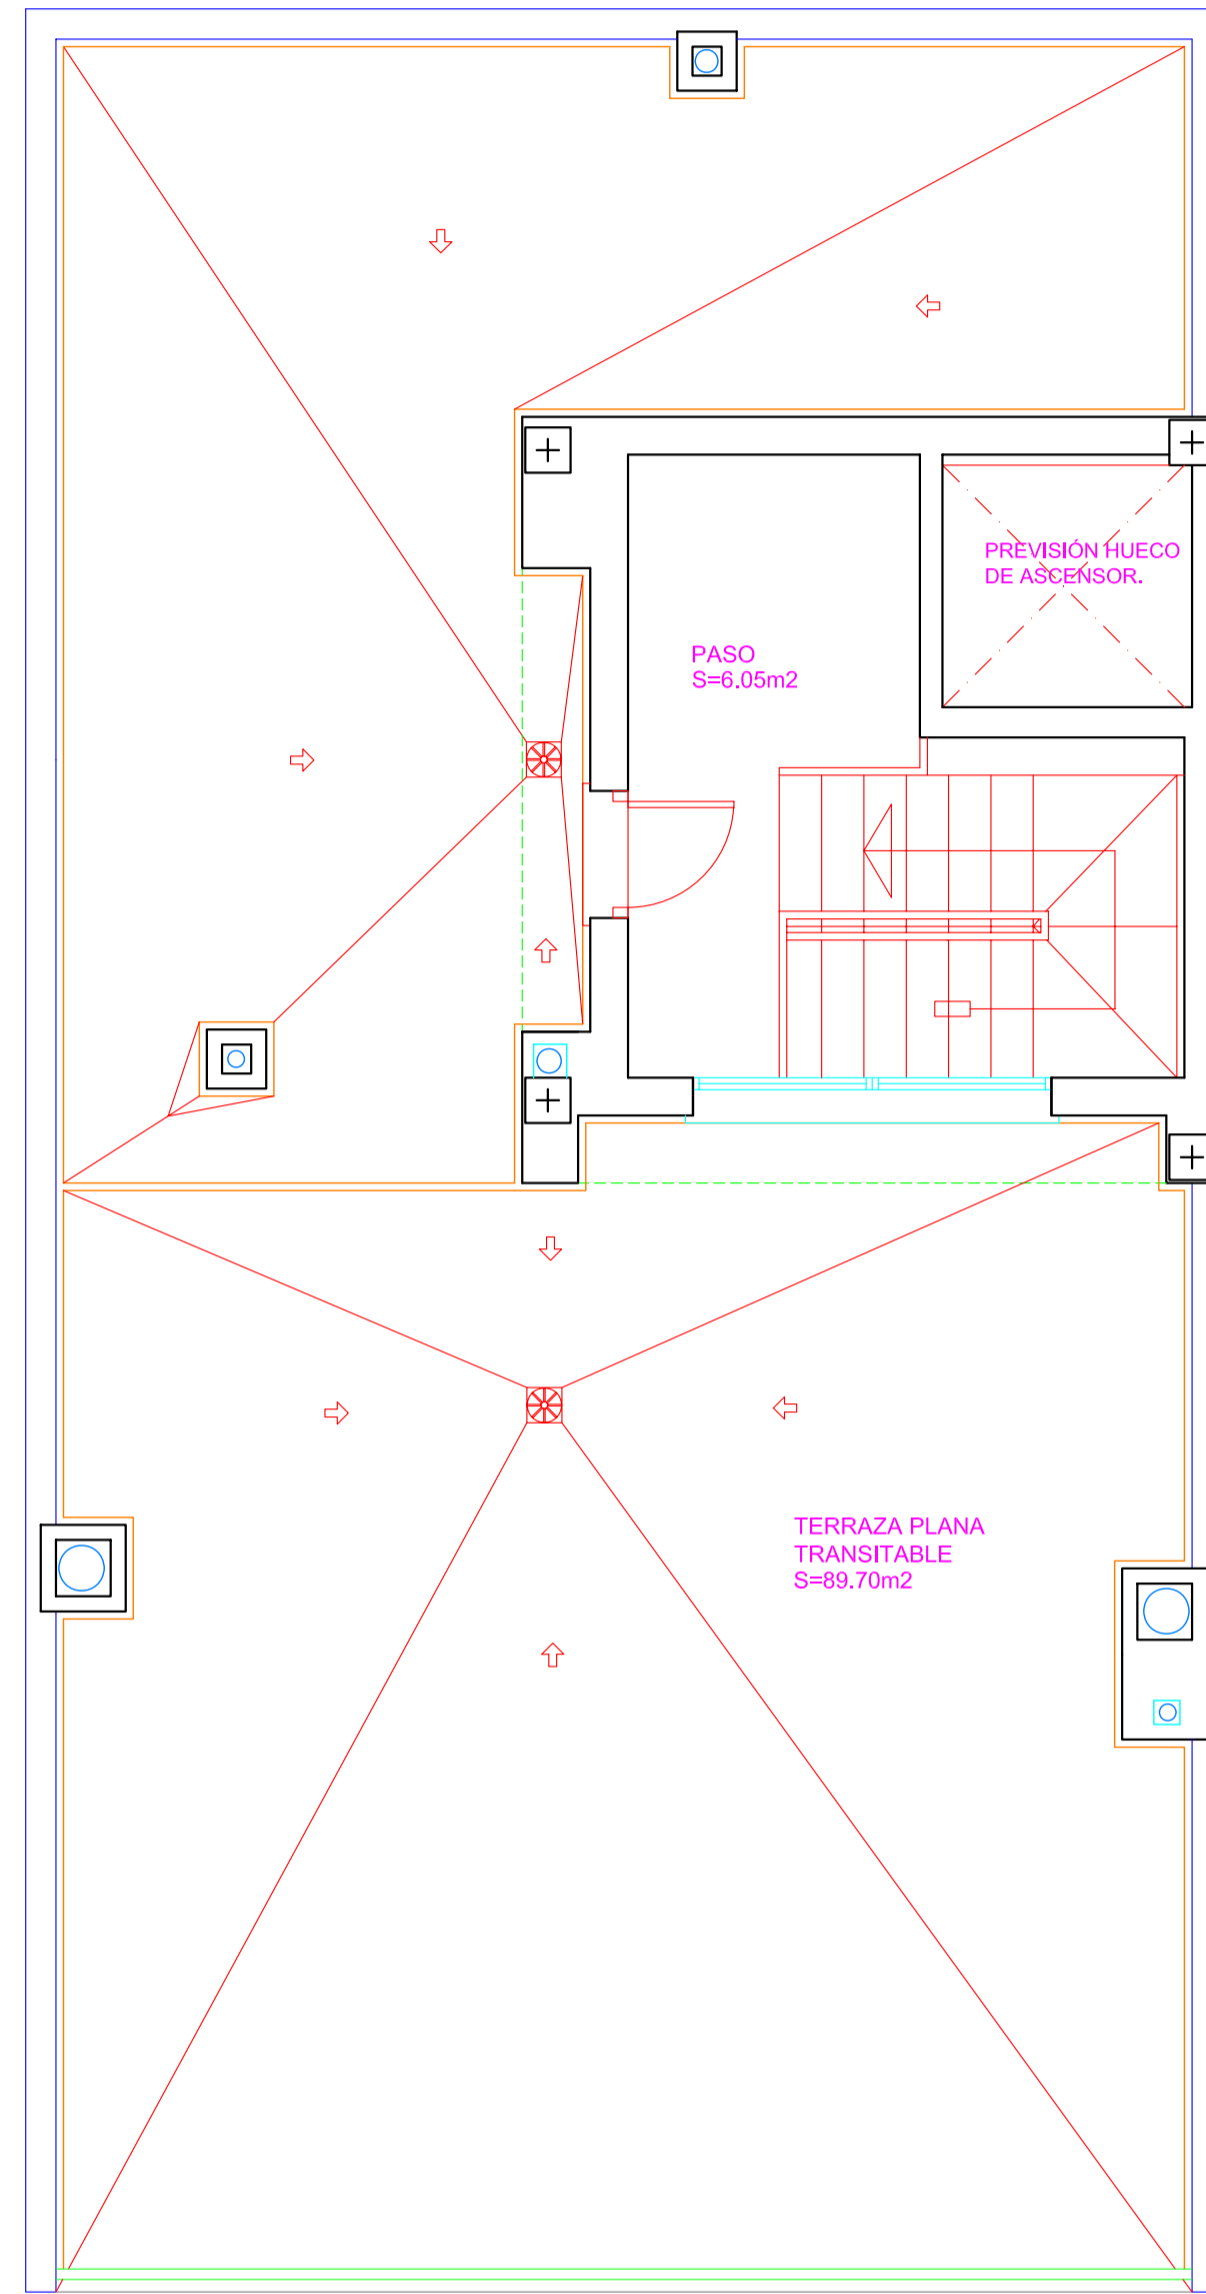 PREVISIÓN HUECO
DE ASCENSOR.
PASO
S=6.05m2
TERRAZA PLANA
TRANSITABLE
S=89.70m2